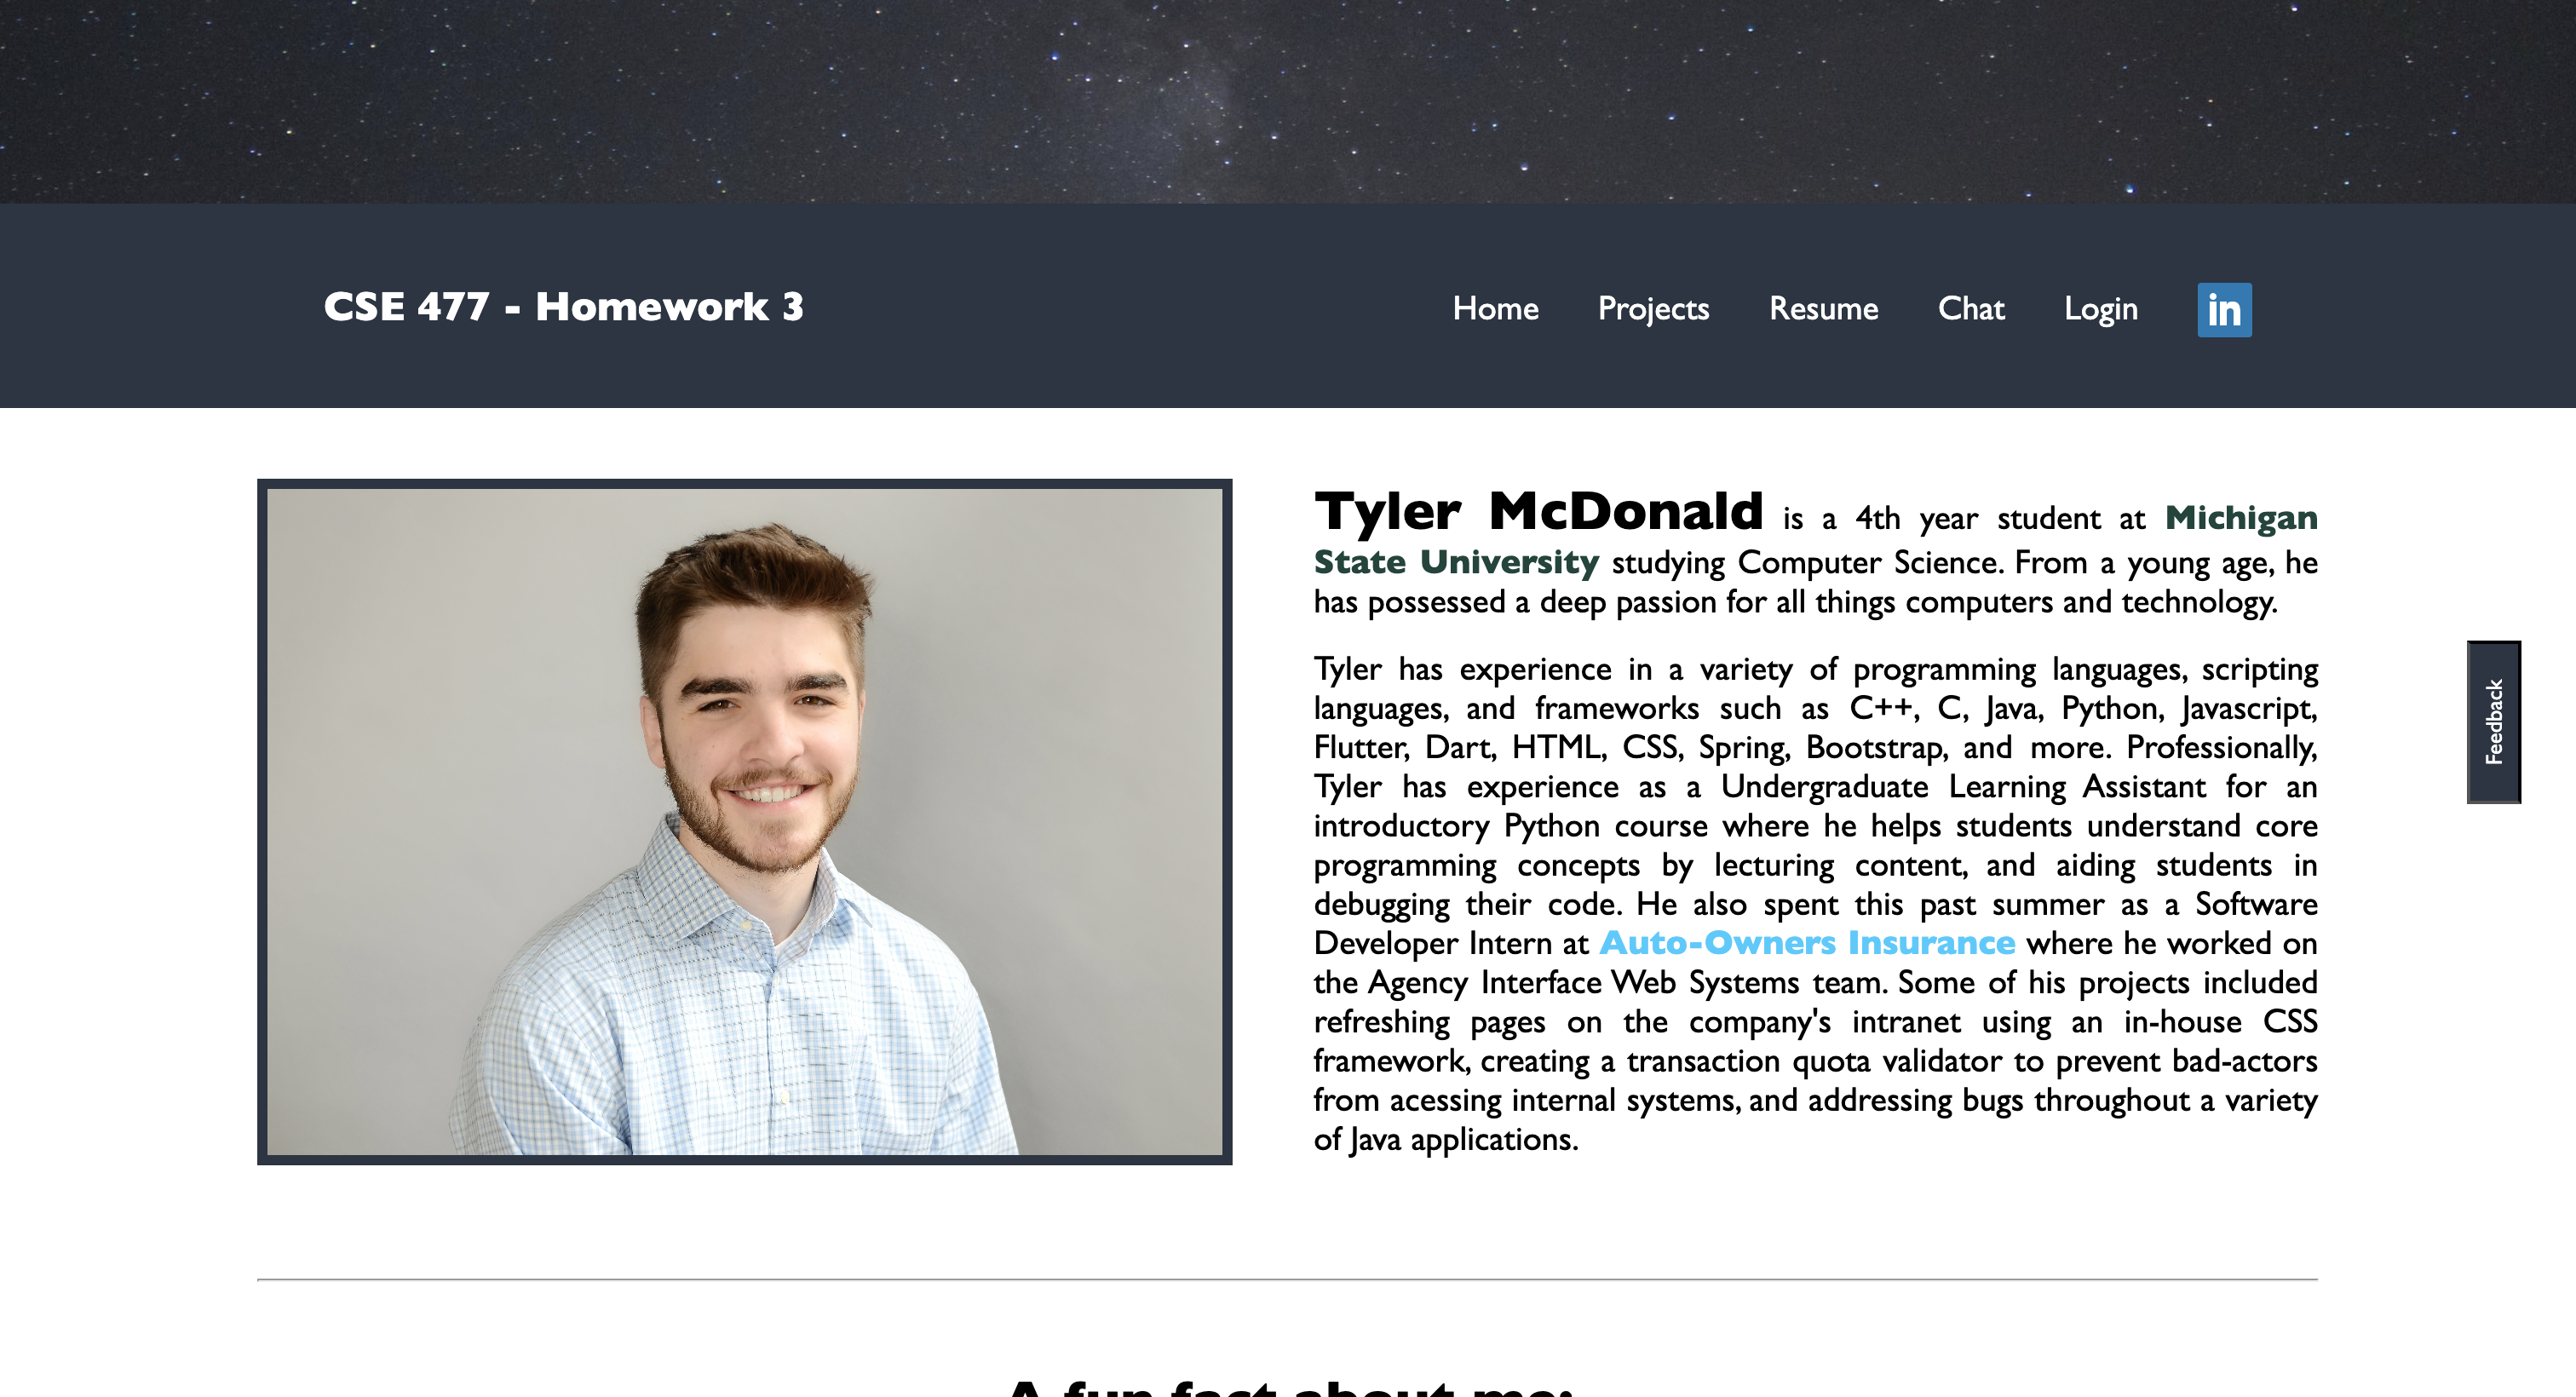 CSE 477 - Homework 3
Home Projects Resume Chat Login in
Tyler McDonald is a 4th year student at Michigan
State University studying Computer Science. From a young age, he
has possessed a deep passion for all things computers and technology.
Tyler has experience in a variety of programming languages, scripting
languages, and frameworks such as C++, C, Java, Python, Javascript,
Flutter, Dart, HTML, CSS, Spring, Bootstrap, and more. Professionally,
Tyler has experience as a Undergraduate Learning Assistant for an
introductory Python course where he helps students understand core
programming concepts by lecturing content, and aiding students in
debugging their code. He also spent this past summer as a Software
Developer Intern at Auto-Owners Insurance where he worked on
the Agency Interface Web Systems team. Some of his projects included
refreshing pages on the company's intranet using an in-house CSS
framework, creating a transaction quota validator to prevent bad-actors
from acessing internal systems, and addressing bugs throughout a variety
of Java applications.
Feedback
A fun fact about me: